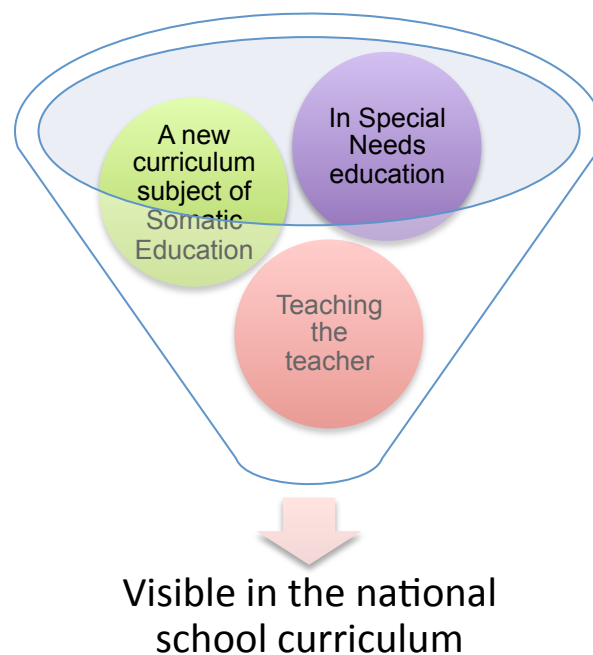 A new
curriculum
subject of
Somatic
Education
In Special
Needs
education
Teaching
the
teacher
Visible in the national
school curriculum